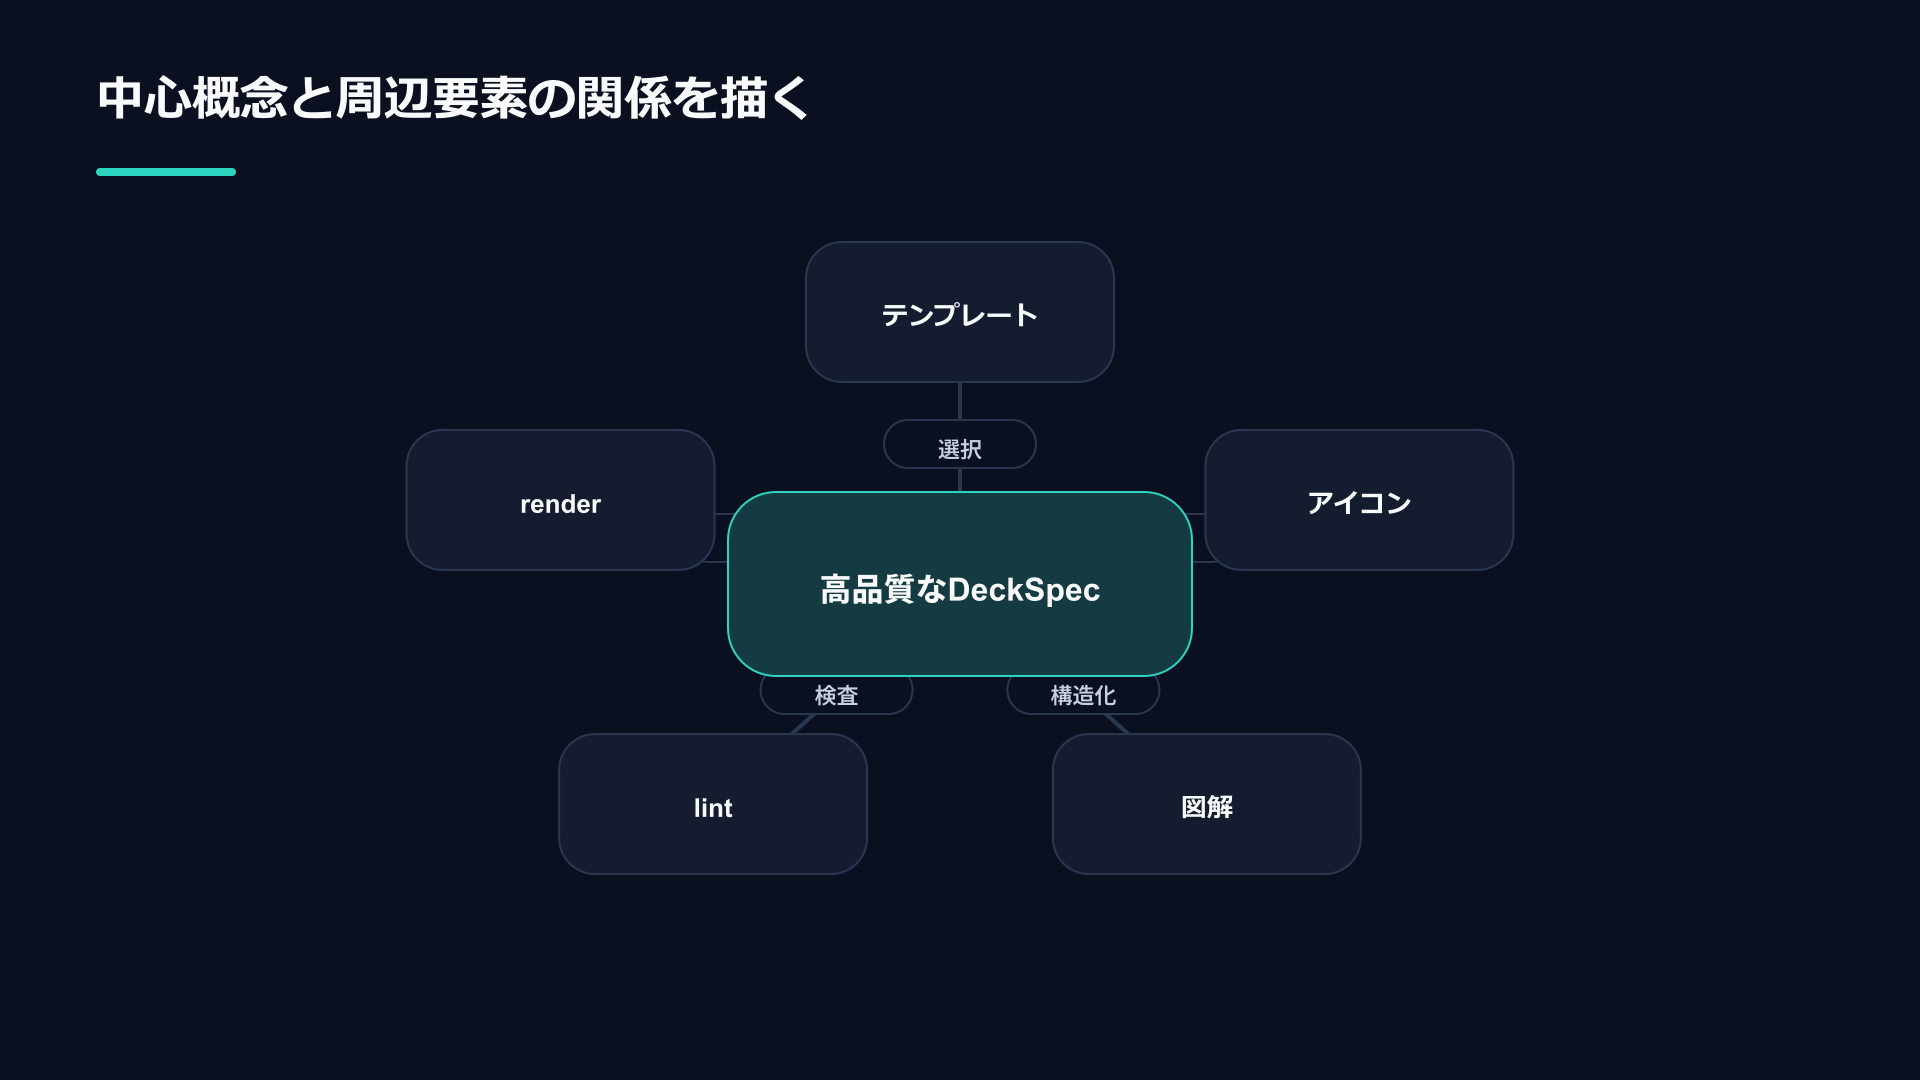 中心概念と周辺要素の関係を描く
テンプレート
選択
render
アイコン
高品質なDeckSpec
検査
構造化
lint
図解